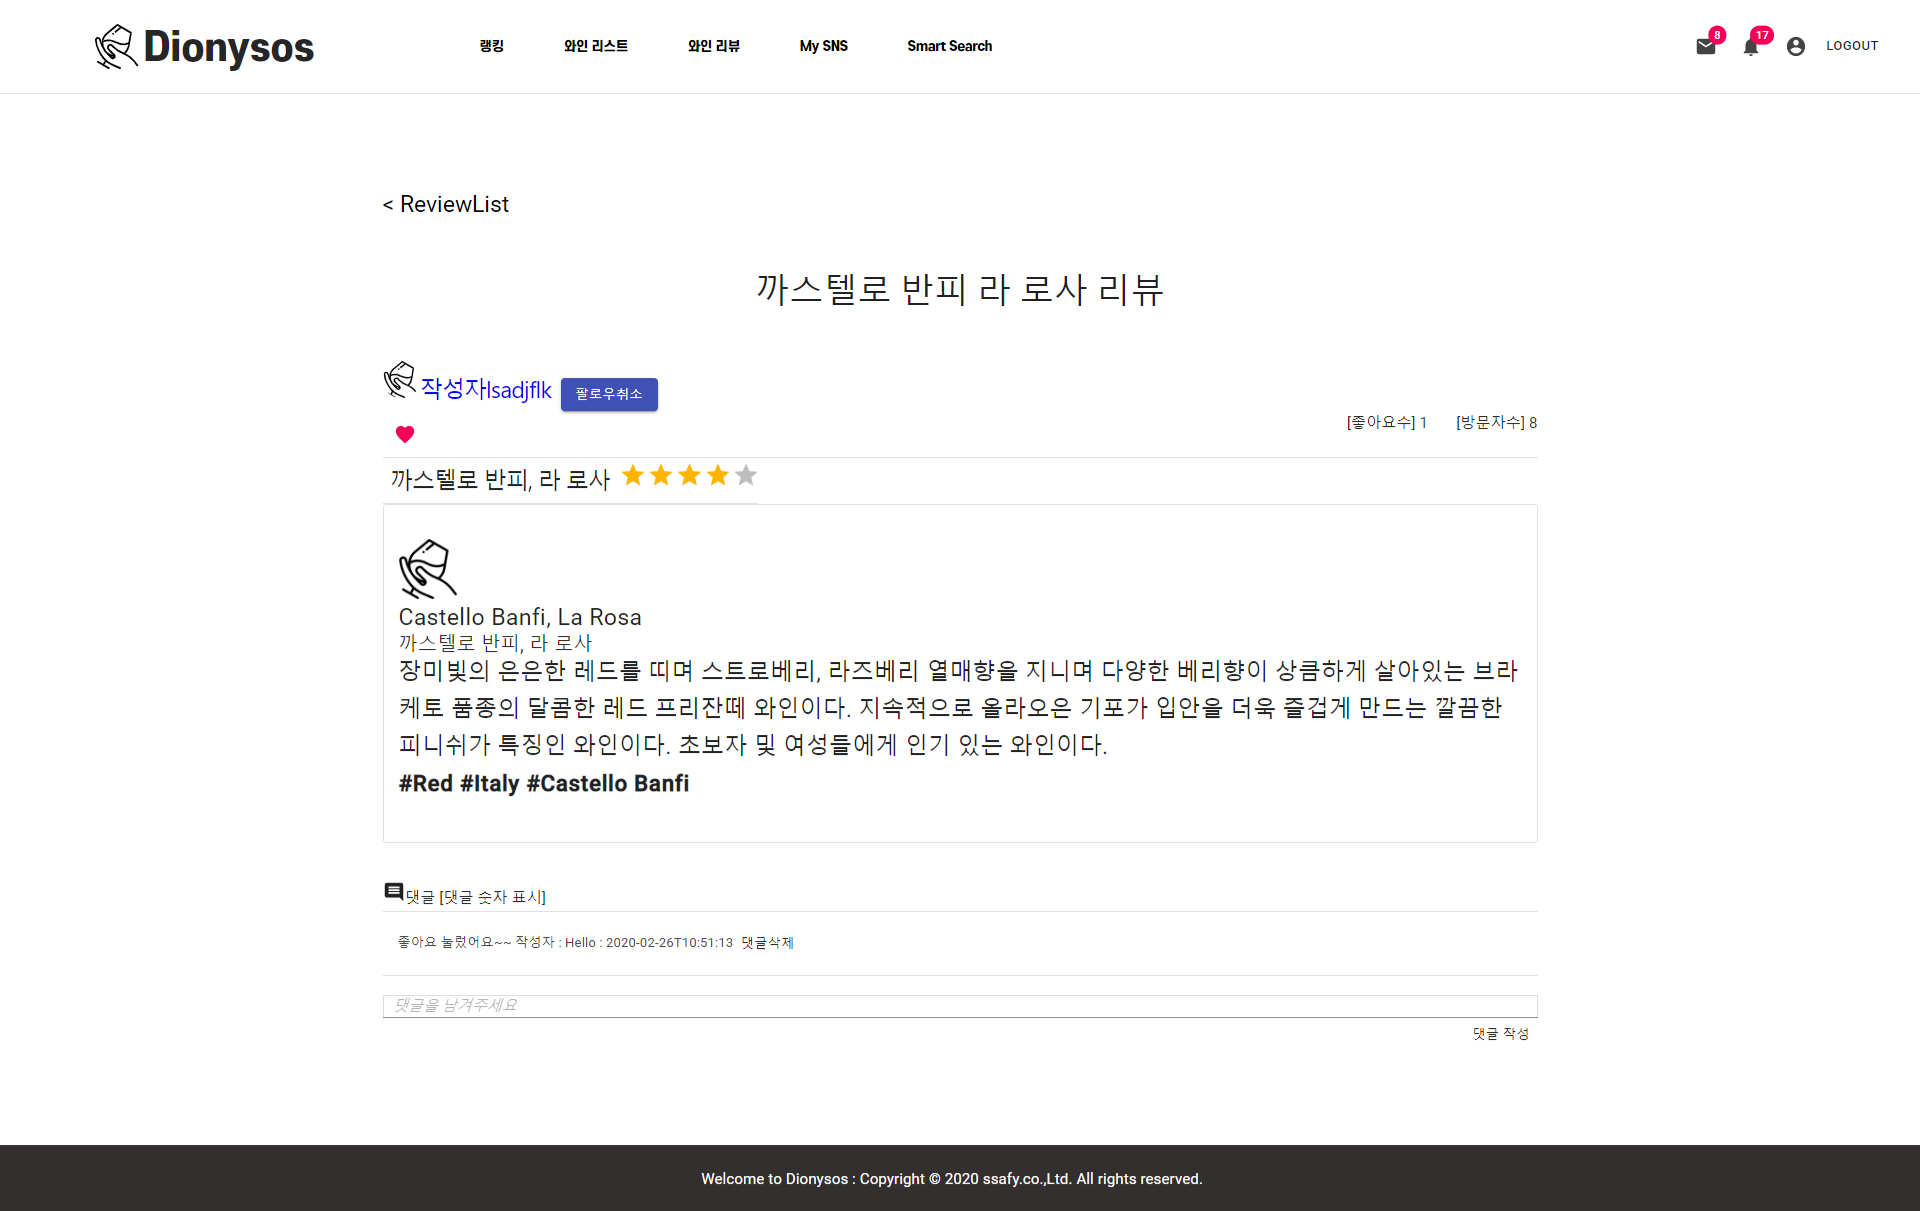 Dionysos
랭킹
와인 리스트
와인 리뷰
My SNS
Smart Search
8
17
LOGOUT
< ReviewList
까스텔로 반피 라 로사 리뷰
작성자lsadjflk
팔로우취소
[좋아요수] 1
[방문자수] 8
까스텔로 반피, 라 로사
Castello Banfi, La Rosa
까스텔로 반피, 라 로사
장미빛의 은은한 레드를 띠며 스트로베리, 라즈베리 열매향을 지니며 다양한 베리향이 상큼하게 살아있는 브라
케토 품종의 달콤한 레드 프리잔떼 와인이다. 지속적으로 올라오은 기포가 입안을 더욱 즐겁게 만드는 깔끔한
피니쉬가 특징인 와인이다. 초보자 및 여성들에게 인기 있는 와인이다.
#Red #Italy #Castello Banfi
댓글 [댓글 숫자 표시]
좋아요 눌렀어요~~ 작성자 : Hello : 2020-02-26T10:51:13 댓글삭제
댓글을 남겨주세요
댓글 작성
Welcome to Dionysos : Copyright © 2020 ssafy.co.,Ltd. All rights reserved.